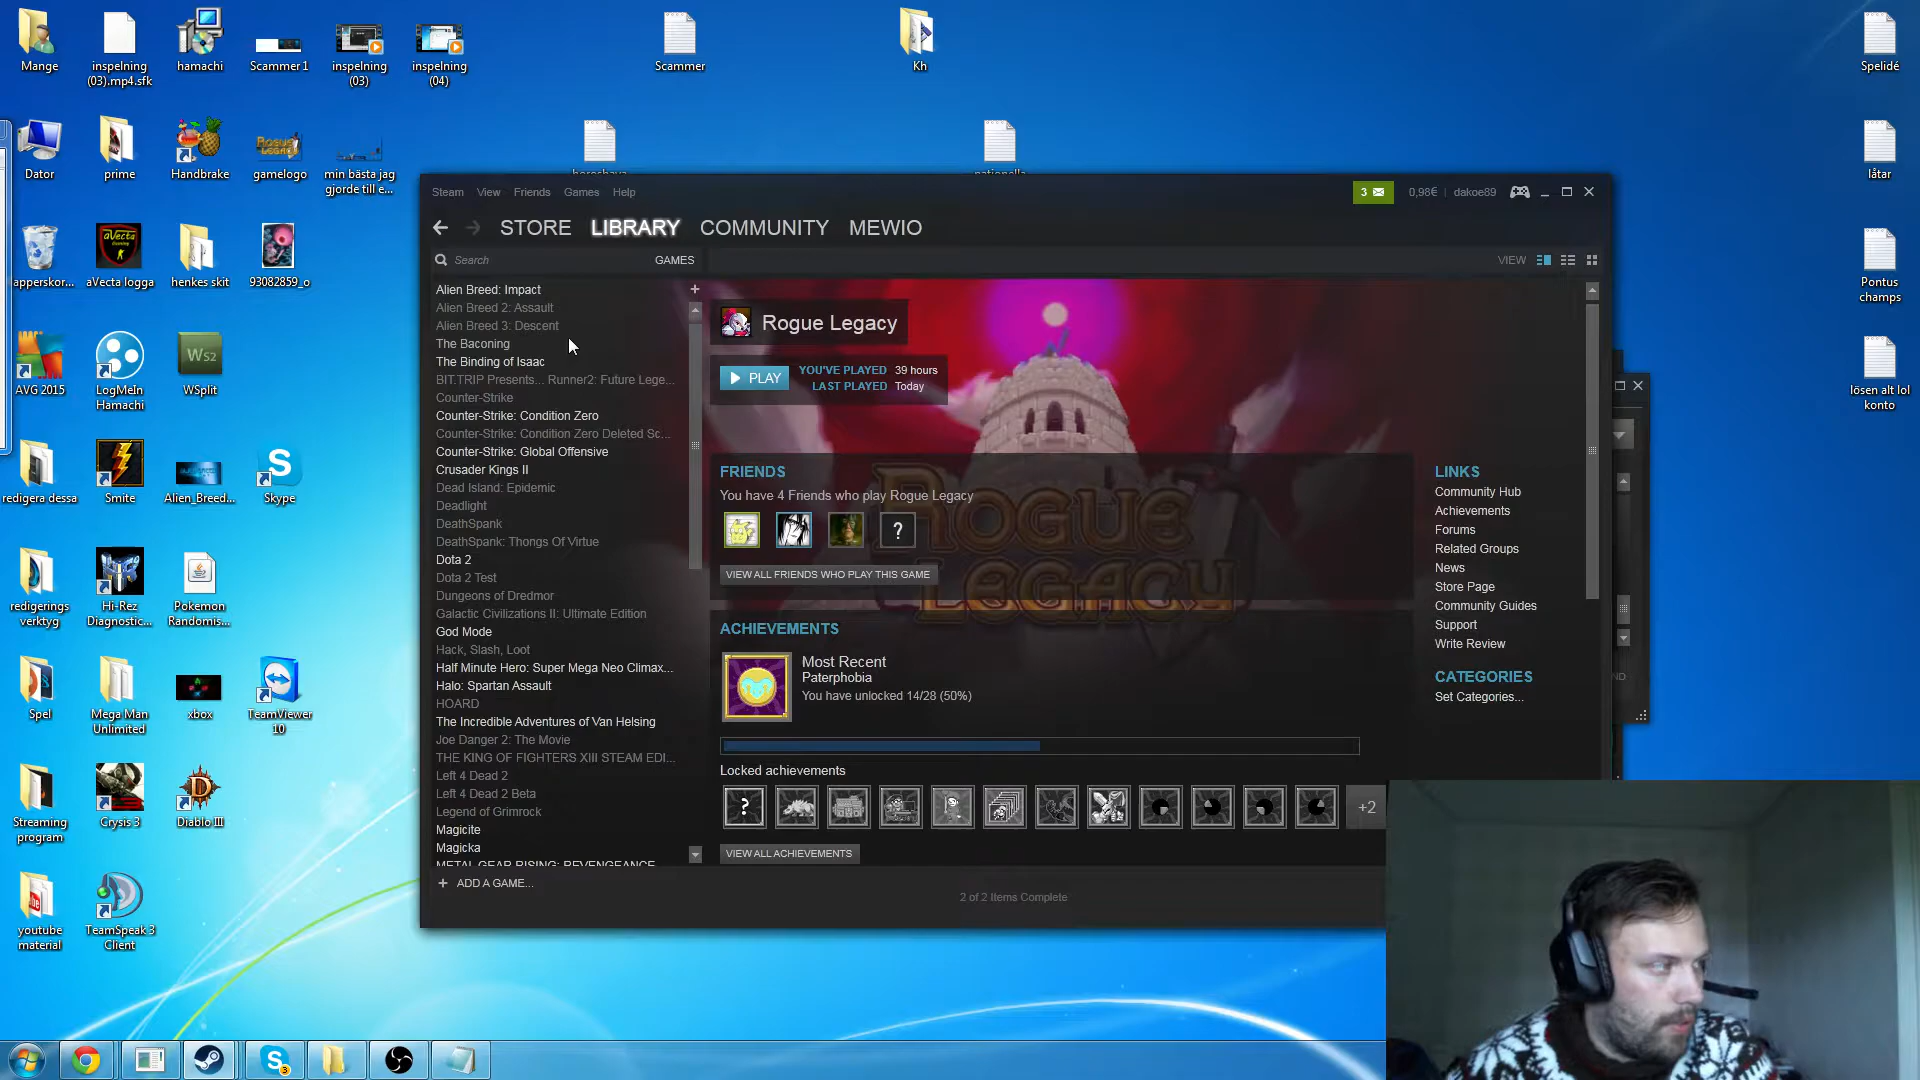 Mange
inspelning
(03).mp4.sfk
hamachi
Scammer 1
inspelning
(03)
inspelning
(04)
Scammer
Kh
Spelidé
Dator
prime
Handbrake
gamelogo
min bästa jag
gjorde till e...
låtar
apperskor...
aVecta logga
henkes skit
93082859_o
Pontus
champs
AVG 2015
LogMeIn
Hamachi
WSplit
lösen alt lol
konto
redigera dessa
Smite
Alien_Breed...
Skype
redigerings
verktyg
Hi-Rez
Diagnostic...
Pokemon
Randomis...
Spel
Mega Man
Unlimited
xbox
TeamViewer
10
Streaming
program
Crysis 3
Diablo III
youtube
material
TeamSpeak 3
Client
Steam View Friends Games Help
3 0,98€ | dakoe89
STORE LIBRARY COMMUNITY MEWIO
Search GAMES
VIEW
Alien Breed: Impact
Alien Breed 2: Assault
Alien Breed 3: Descent
The Baconing
The Binding of Isaac
BIT.TRIP Presents... Runner2: Future Lege...
Counter-Strike
Counter-Strike: Condition Zero
Counter-Strike: Condition Zero Deleted Sc...
Counter-Strike: Global Offensive
Crusader Kings II
Dead Island: Epidemic
Deadlight
DeathSpank
DeathSpank: Thongs Of Virtue
Dota 2
Dota 2 Test
Dungeons of Dredmor
Galactic Civilizations II: Ultimate Edition
God Mode
Hack, Slash, Loot
Half Minute Hero: Super Mega Neo Climax...
Halo: Spartan Assault
HOARD
The Incredible Adventures of Van Helsing
Joe Danger 2: The Movie
THE KING OF FIGHTERS XIII STEAM EDI...
Left 4 Dead 2
Left 4 Dead 2 Beta
Legend of Grimrock
Magicite
Magicka
METAL GEAR RISING: REVENGEANCE
+ ADD A GAME...
Rogue Legacy
PLAY
YOU'VE PLAYED 39 hours
LAST PLAYED Today
FRIENDS
You have 4 Friends who play Rogue Legacy
?
VIEW ALL FRIENDS WHO PLAY THIS GAME
ROGUE
LEGACY
ACHIEVEMENTS
Most Recent
Paterphobia
You have unlocked 14/28 (50%)
Locked achievements
?
+2
VIEW ALL ACHIEVEMENTS
2 of 2 Items Complete
LINKS
Community Hub
Achievements
Forums
Related Groups
News
Store Page
Community Guides
Support
Write Review
CATEGORIES
Set Categories...